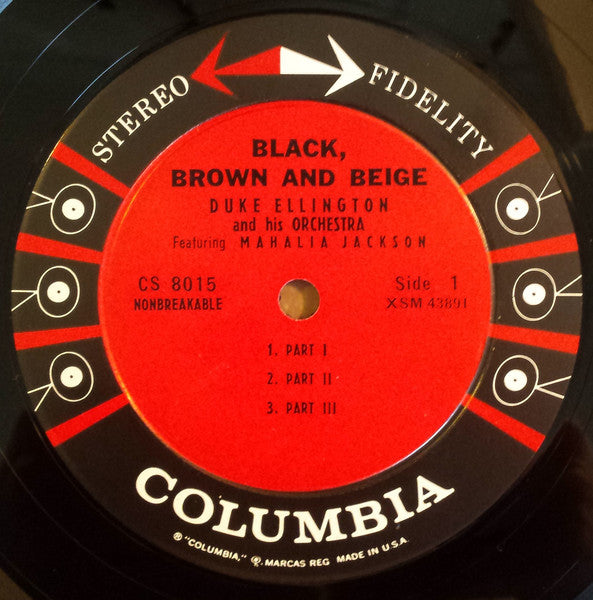 STEREO FIDELITY
BLACK,
BROWN AND BEIGE
DUKE ELLINGTON
and his ORCHESTRA
Featuring MAHALIA JACKSON
CS 8015 Side 1
NONBREAKABLE XSM 43891
1. PART I
2. PART II
3. PART III
COLUMBIA
® "COLUMBIA," Ⓡ. MARCAS REG MADE IN U.S.A.